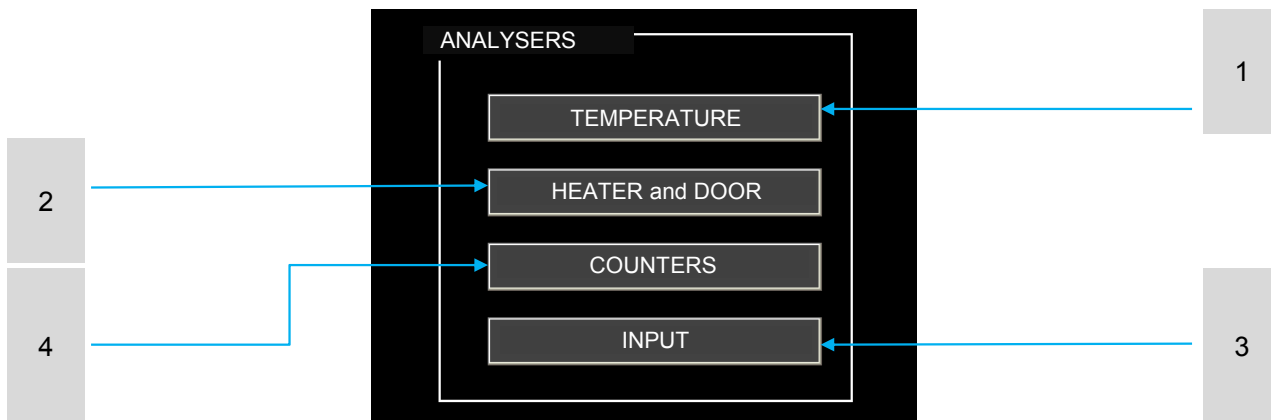 ANALYSERS
1
TEMPERATURE
2
HEATER and DOOR
COUNTERS
4
INPUT
3